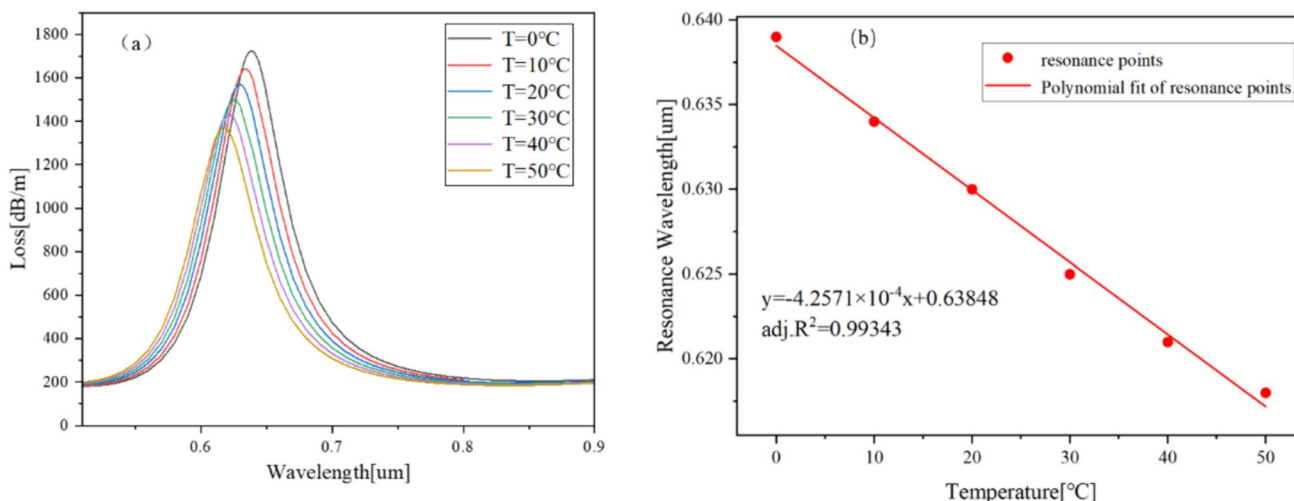 (a)
T=0°C
T=10°C
T=20°C
T=30°C
T=40°C
T=50°C
1800
1600
1400
1200
1000
800
600
400
200
0
Loss[dB/m]
0.6
0.7
0.8
0.9
Wavelength[um]
(b)
resonance points
Polynomial fit of resonance points
0.640
0.635
0.630
0.625
0.620
Resonance Wavelength[um]
y=-4.2571×10⁻⁴x+0.63848
adj.R²=0.99343
0
10
20
30
40
50
Temperature[°C]